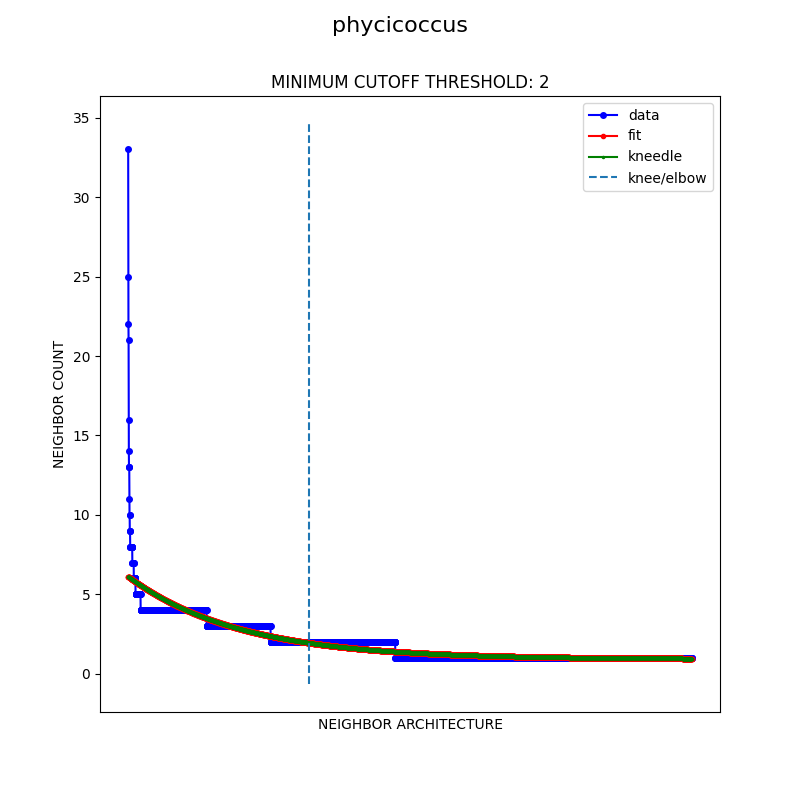 phycicoccus
MINIMUM CUTOFF THRESHOLD: 2
data
fit
kneedle
knee/elbow
35
30
25
20
15
10
5
0
NEIGHBOR COUNT
NEIGHBOR ARCHITECTURE